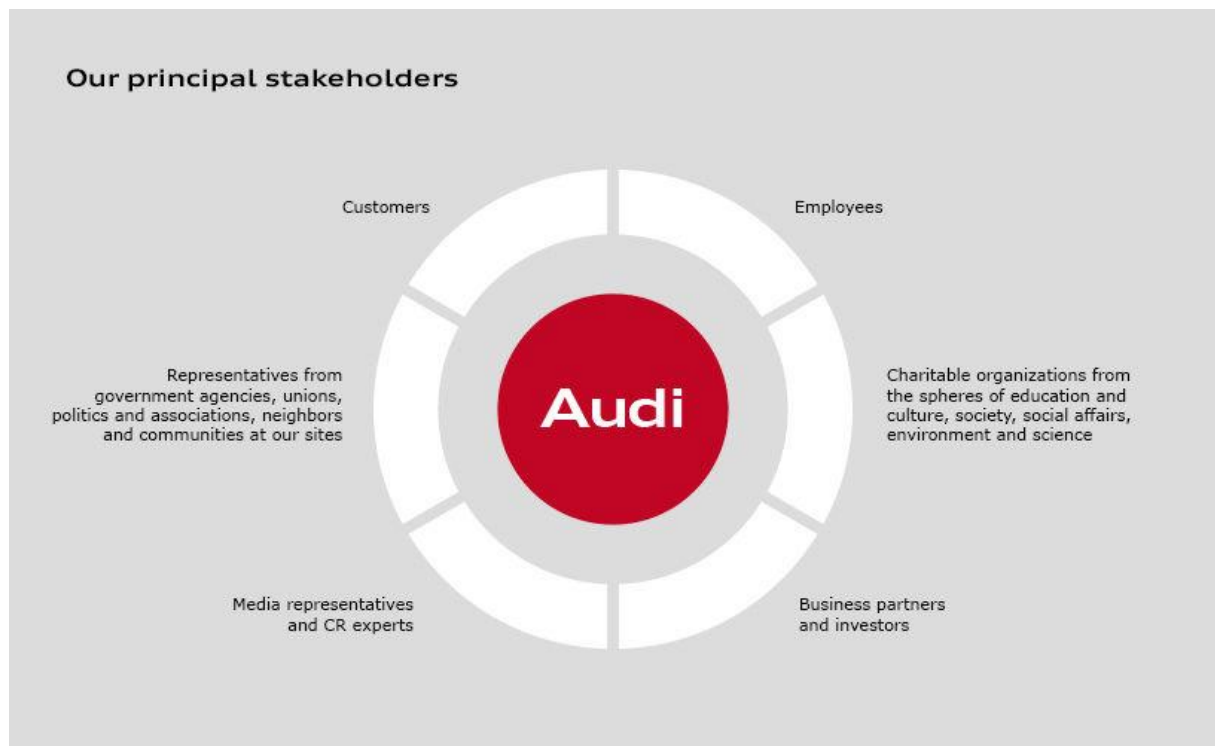 Our principal stakeholders
Customers
Employees
Representatives from
government agencies, unions,
politics and associations, neighbors
and communities at our sites
Audi
Charitable organizations from
the spheres of education and
culture, society, social affairs,
environment and science
Media representatives
and CR experts
Business partners
and investors